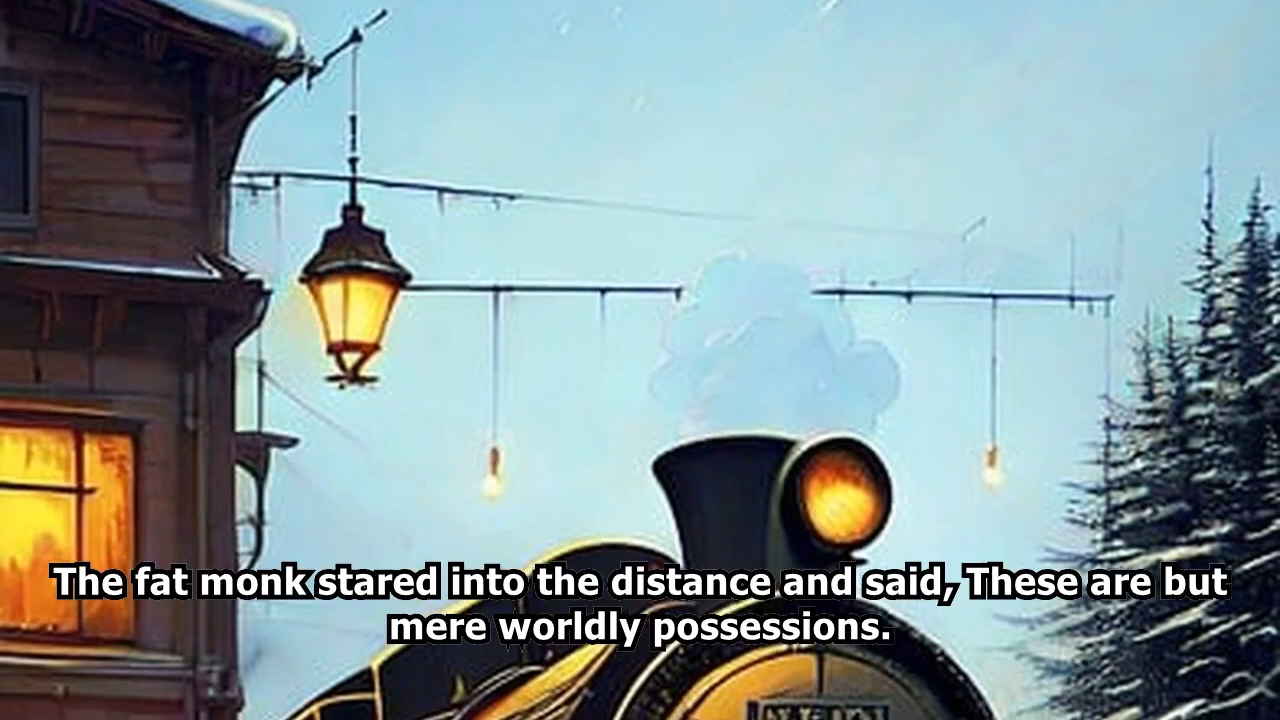 The fat monk stared into the distance and said, These are but
mere worldly possessions.